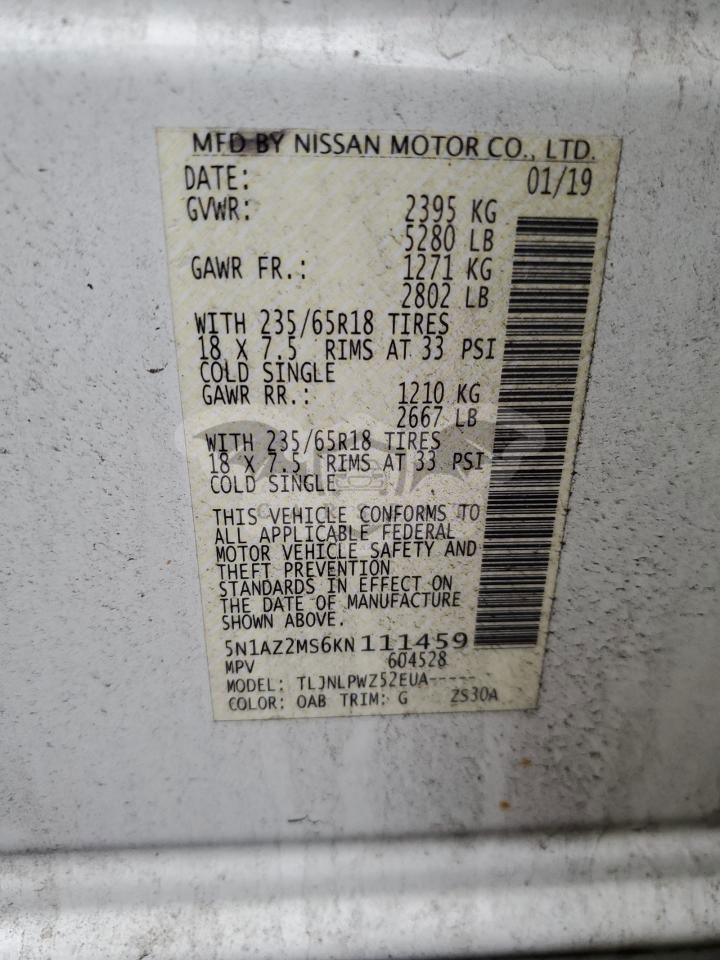 MFD BY NISSAN MOTOR CO., LTD.
DATE: 01/19
GVWR: 2395 KG
5280 LB
GAWR FR.: 1271 KG
2802 LB
WITH 235/65R18 TIRES
18 X 7.5 RIMS AT 33 PSI
COLD SINGLE
GAWR RR.: 1210 KG
2667 LB
WITH 235/65R18 TIRES
18 X 7.5 RIMS AT 33 PSI
COLD SINGLE
THIS VEHICLE CONFORMS TO
ALL APPLICABLE FEDERAL
MOTOR VEHICLE SAFETY AND
THEFT PREVENTION
STANDARDS IN EFFECT ON
THE DATE OF MANUFACTURE
SHOWN ABOVE.
5N1AZ2MS6KN111459
MPV 604528
MODEL: TLJNLPWZ52EUA-----
COLOR: OAB TRIM: G 2S30A